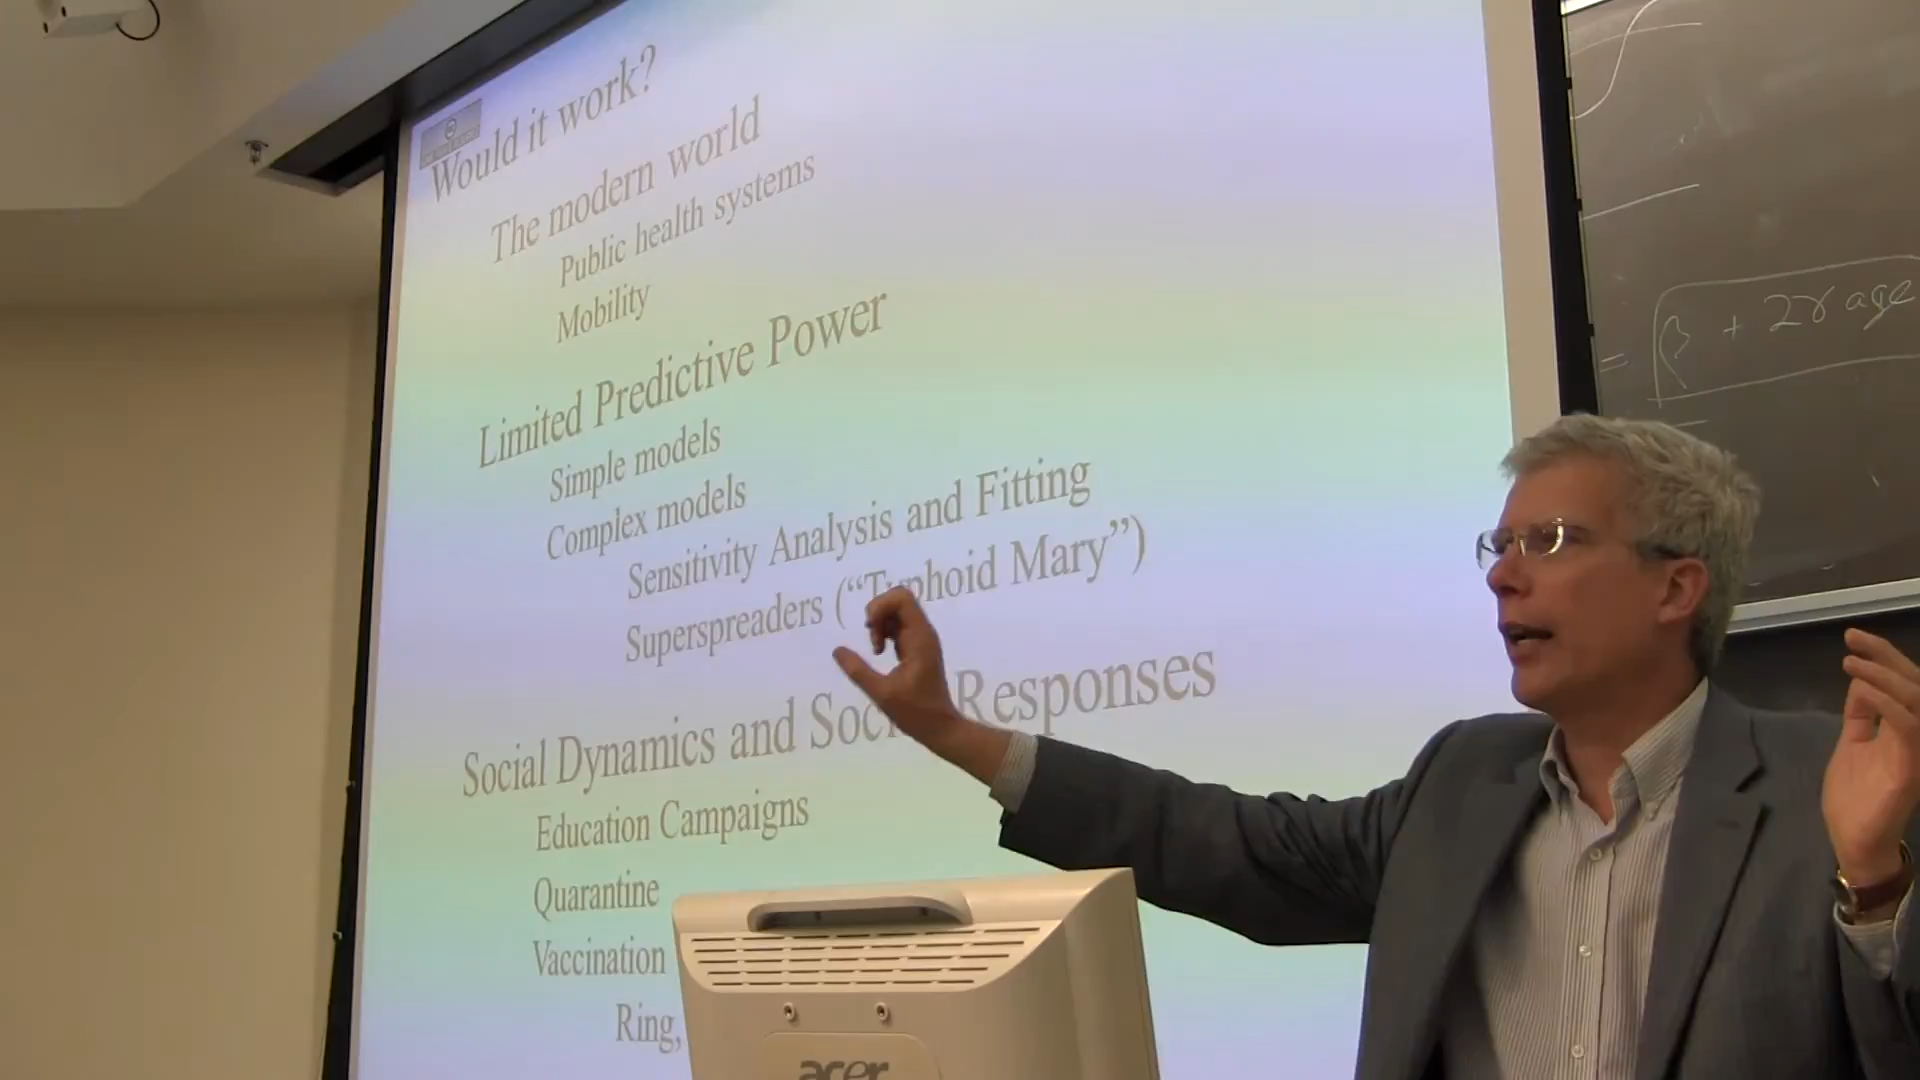 Would it work?
The modern world
Public health systems
Mobility
Limited Predictive Power
Simple models
Complex models
Sensitivity Analysis and Fitting
Superspreaders (“Typhoid Mary”)
Social Dynamics and Social Responses
Education Campaigns
Quarantine
Vaccination
Ring,
acer
= β + 2γ age